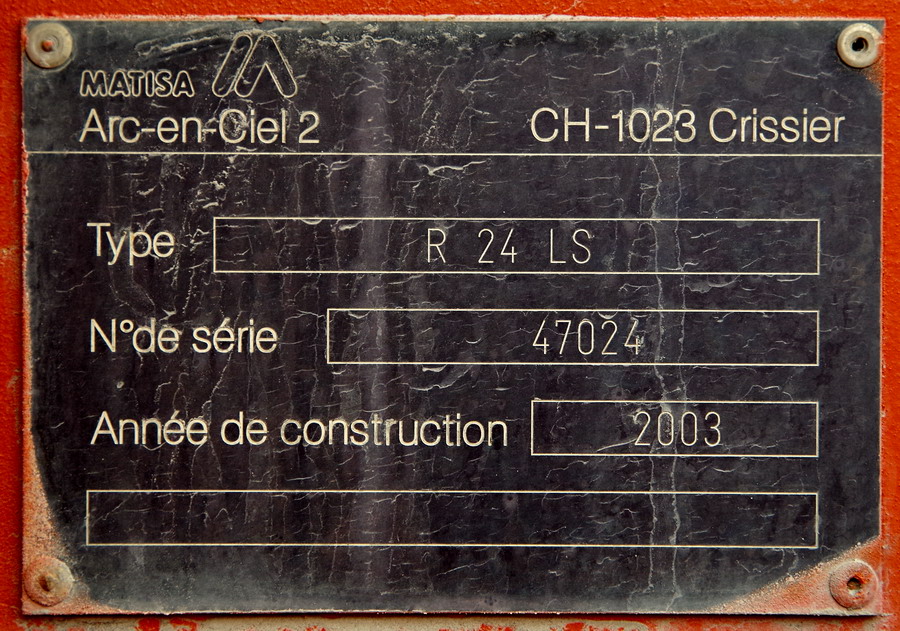 MATISA
Arc-en-Ciel 2 CH-1023 Crissier
Type R 24 LS
N°de série 47024
Année de construction 2003